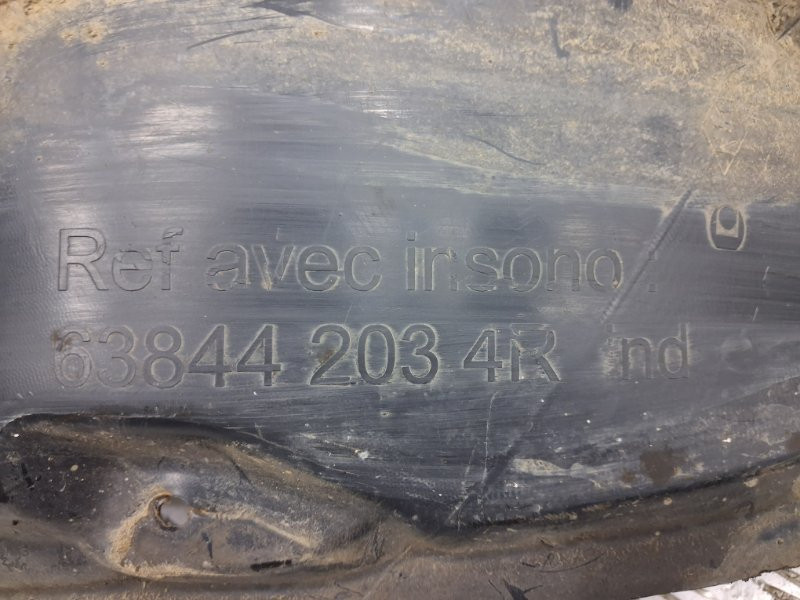 Ref avec insono :
63844 203 4R ind